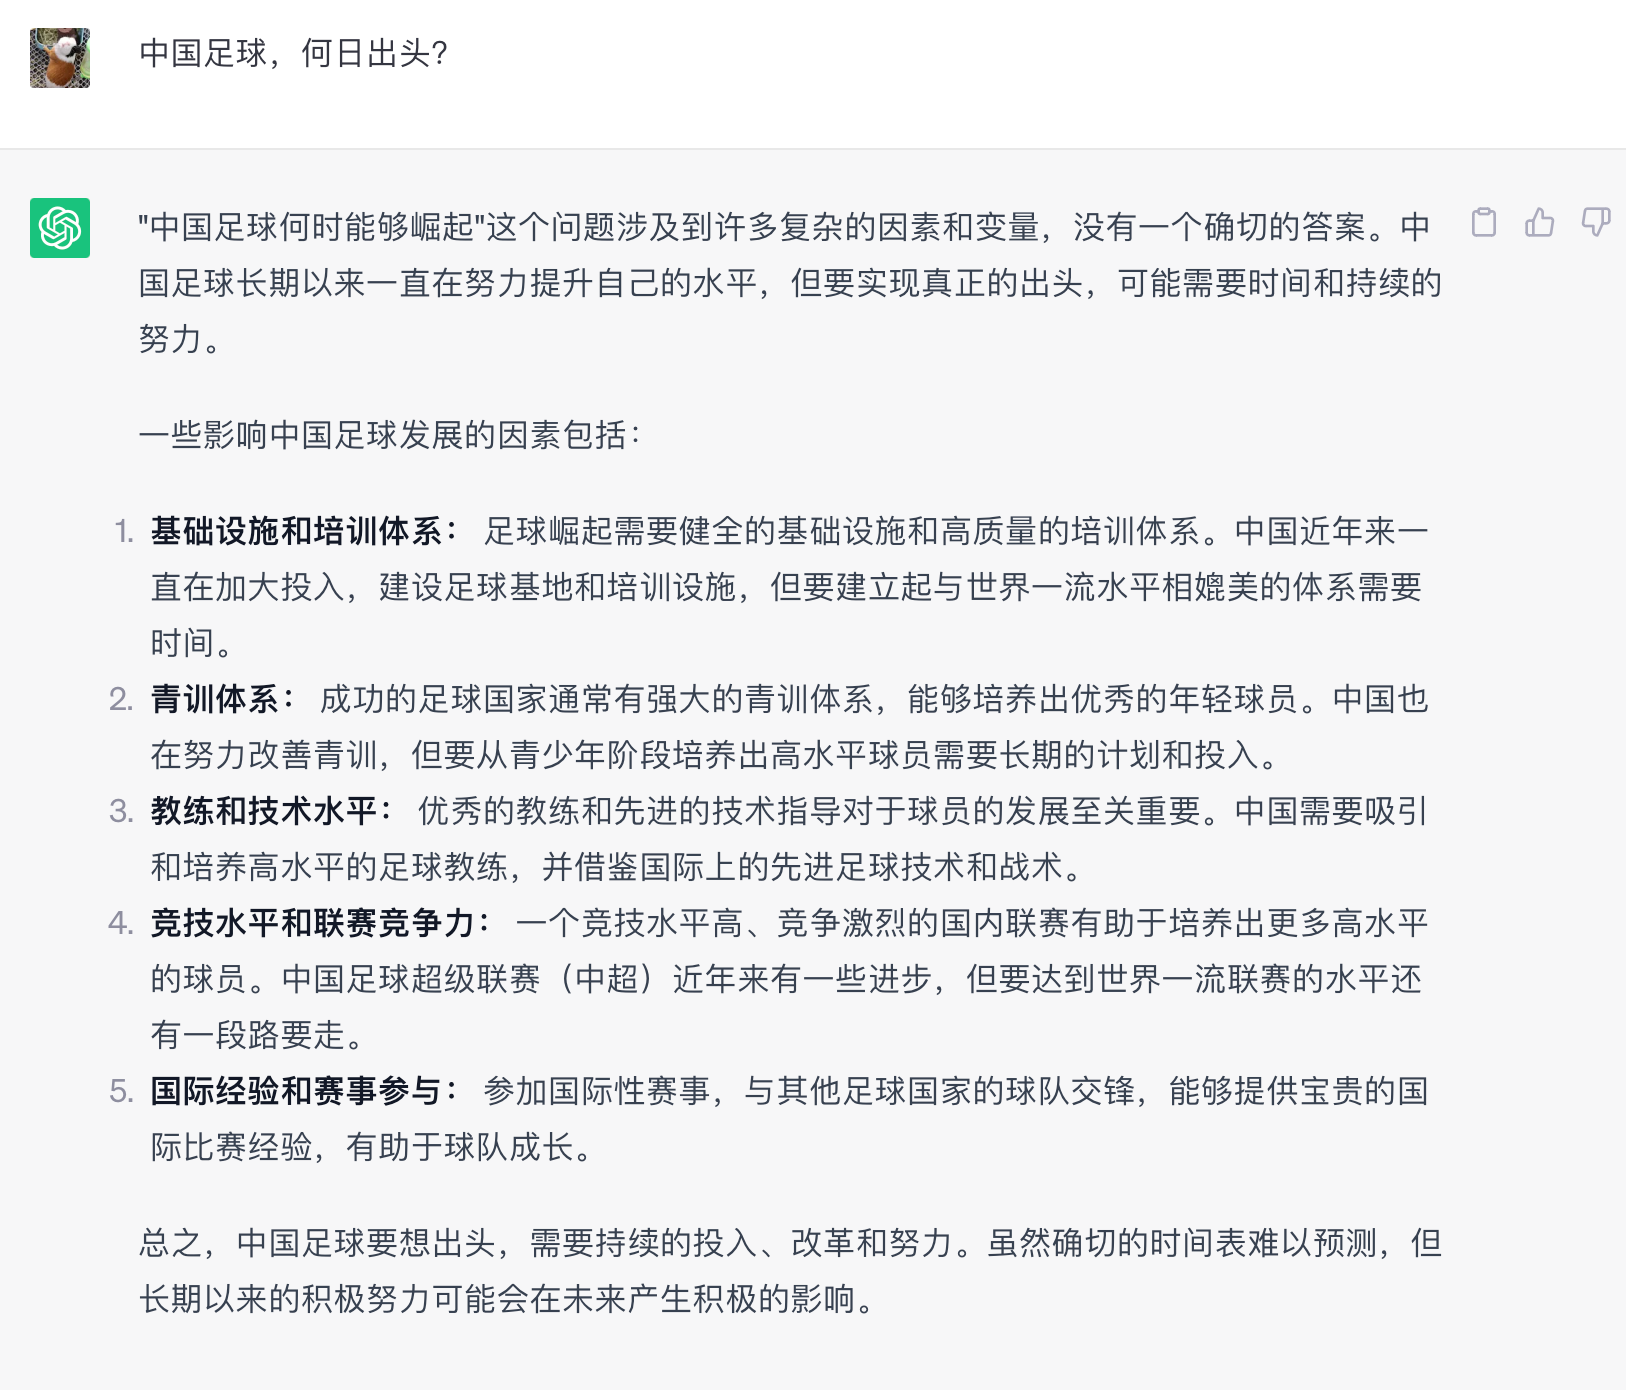 中国足球，何日出头？
"中国足球何时能够崛起"这个问题涉及到许多复杂的因素和变量，没有一个确切的答案。中
国足球长期以来一直在努力提升自己的水平，但要实现真正的出头，可能需要时间和持续的
努力。
一些影响中国足球发展的因素包括：
1. 基础设施和培训体系： 足球崛起需要健全的基础设施和高质量的培训体系。中国近年来一
直在加大投入，建设足球基地和培训设施，但要建立起与世界一流水平相媲美的体系需要
时间。
2. 青训体系： 成功的足球国家通常有强大的青训体系，能够培养出优秀的年轻球员。中国也
在努力改善青训，但要从青少年阶段培养出高水平球员需要长期的计划和投入。
3. 教练和技术水平： 优秀的教练和先进的技术指导对于球员的发展至关重要。中国需要吸引
和培养高水平的足球教练，并借鉴国际上的先进足球技术和战术。
4. 竞技水平和联赛竞争力： 一个竞技水平高、竞争激烈的国内联赛有助于培养出更多高水平
的球员。中国足球超级联赛（中超）近年来有一些进步，但要达到世界一流联赛的水平还
有一段路要走。
5. 国际经验和赛事参与： 参加国际性赛事，与其他足球国家的球队交锋，能够提供宝贵的国
际比赛经验，有助于球队成长。
总之，中国足球要想出头，需要持续的投入、改革和努力。虽然确切的时间表难以预测，但
长期以来的积极努力可能会在未来产生积极的影响。